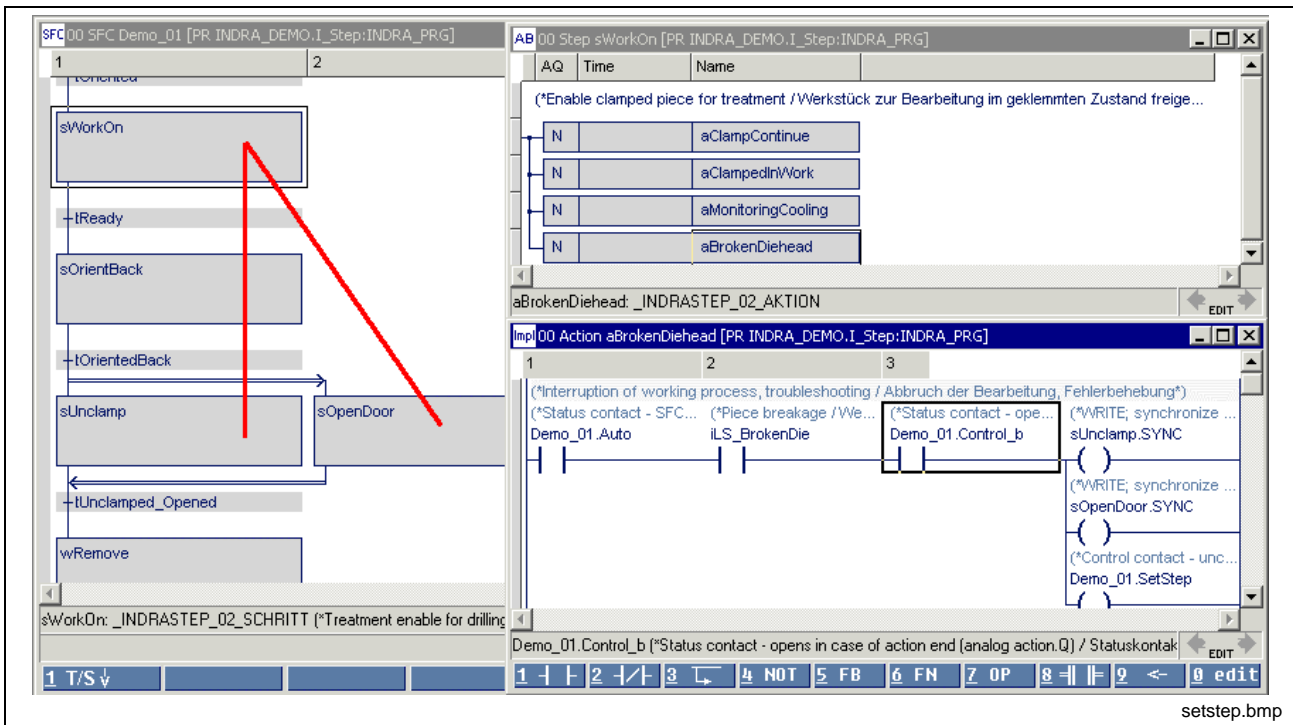 SFC 00 SFC Demo_01 [PR INDRA_DEMO.I_Step:INDRA_PRG]
1 2
tOriented
sWorkOn
tReady
sOrientBack
tOrientedBack
sUnclamp sOpenDoor
tUnclamped_Opened
wRemove
sWorkOn: _INDRASTEP_02_SCHRITT (*Treatment enable for drilling
1 T/S
AB 00 Step sWorkOn [PR INDRA_DEMO.I_Step:INDRA_PRG]
AQ Time Name
(*Enable clamped piece for treatment / Werkstück zur Bearbeitung im geklemmten Zustand freige...
N aClampContinue
N aClampedInWork
N aMonitoringCooling
N aBrokenDiehead
aBrokenDiehead: _INDRASTEP_02_AKTION
EDIT
Impl 00 Action aBrokenDiehead [PR INDRA_DEMO.I_Step:INDRA_PRG]
1 2 3
(*Interruption of working process, troubleshooting / Abbruch der Bearbeitung, Fehlerbehebung*)
(*Status contact - SFC... (*Piece breakage / We... (*Status contact - ope... (*WRITE; synchronize ...
Demo_01.Auto iLS_BrokenDie Demo_01.Control_b sUnclamp.SYNC
(*WRITE; synchronize ...
sOpenDoor.SYNC
(*Control contact - unc...
Demo_01.SetStep
Demo_01.Control_b (*Status contact - opens in case of action end (analog action.Q) / Statuskontak
EDIT
1 2 3 4 NOT 5 FB 6 FN 7 OP 8 9 <- 0 edit
setstep.bmp